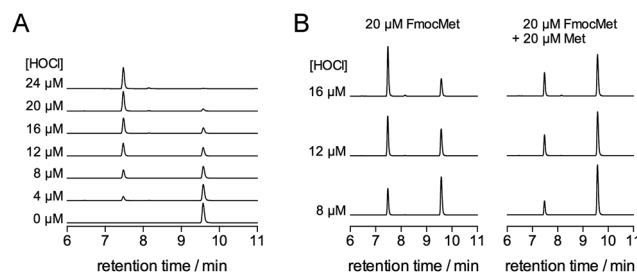 A
[HOCl]
24 µM
20 µM
16 µM
12 µM
8 µM
4 µM
0 µM
6 7 8 9 10 11
retention time / min
B
20 µM FmocMet
20 µM FmocMet
+ 20 µM Met
[HOCl]
16 µM
12 µM
8 µM
6 7 8 9 10 11
6 7 8 9 10 11
retention time / min
retention time / min